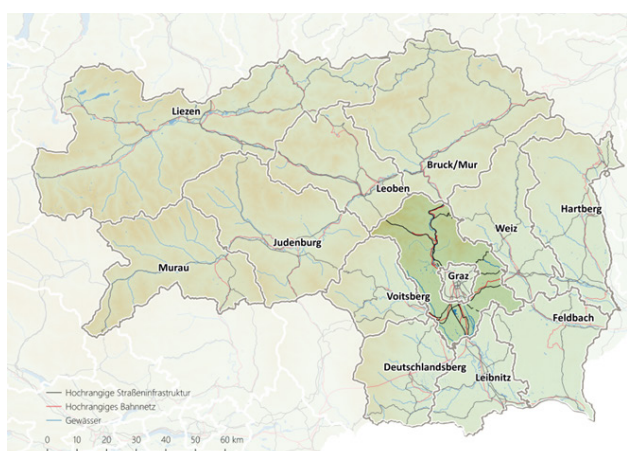 Liezen
Bruck/Mur
Leoben
Hartberg
Weiz
Judenburg
Murau
Graz
Voitsberg
Feldbach
Deutschlandsberg
Leibnitz
Hochrangige Straßeninfrastruktur
Hochrangiges Bahnnetz
Gewässer
0 10 20 30 40 50 60 km